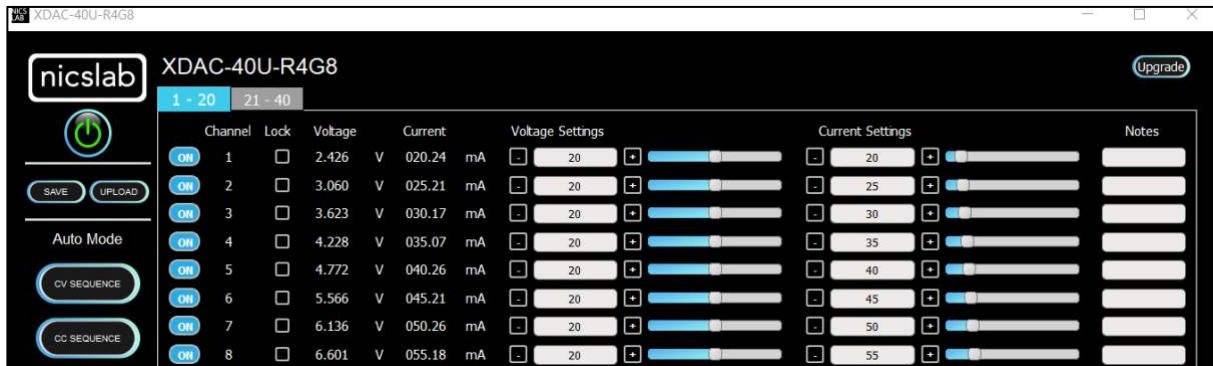 NICS LAB XDAC-40U-R4G8
nicslab XDAC-40U-R4G8 Upgrade
1 - 20 21 - 40
Channel Lock Voltage Current Voltage Settings Current Settings Notes
ON 1 2.426 V 020.24 mA - 20 + - 20 +
SAVE UPLOAD ON 2 3.060 V 025.21 mA - 20 + - 25 +
ON 3 3.623 V 030.17 mA - 20 + - 30 +
Auto Mode ON 4 4.228 V 035.07 mA - 20 + - 35 +
CV SEQUENCE ON 5 4.772 V 040.26 mA - 20 + - 40 +
ON 6 5.566 V 045.21 mA - 20 + - 45 +
CC SEQUENCE ON 7 6.136 V 050.26 mA - 20 + - 50 +
ON 8 6.601 V 055.18 mA - 20 + - 55 +